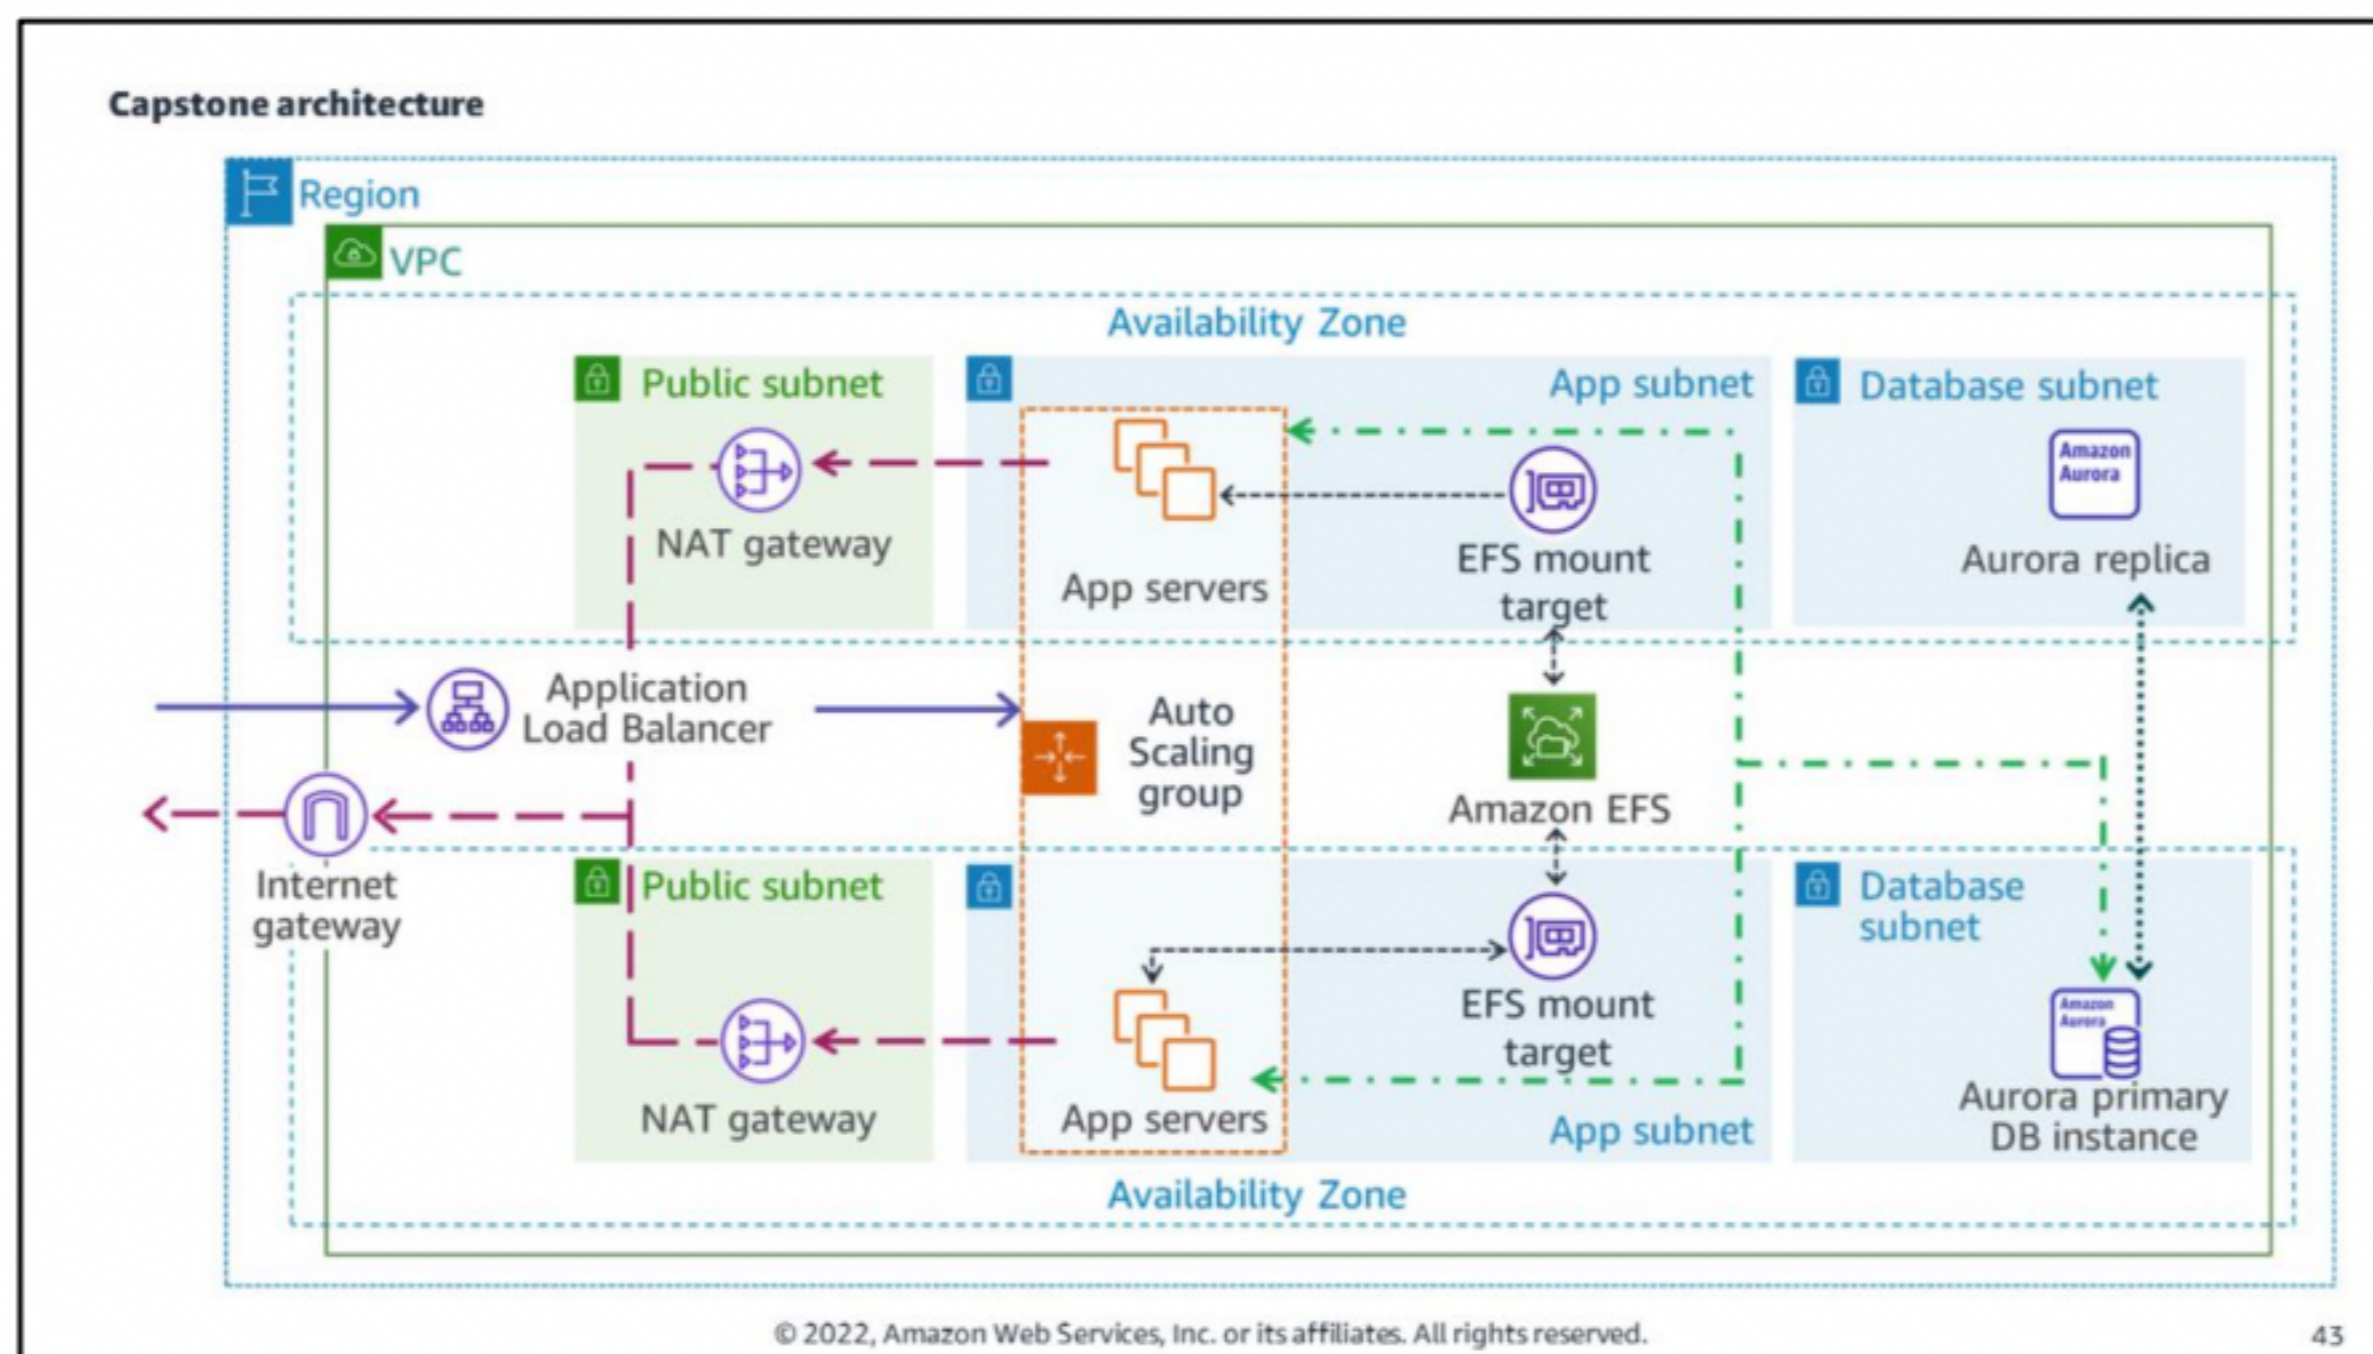 Capstone architecture
Region
VPC
Availability Zone
Public subnet
App subnet
Database subnet
Amazon
Aurora
NAT gateway
App servers
EFS mount
target
Aurora replica
Application
Load Balancer
Auto
Scaling
group
Amazon EFS
Internet
gateway
Public subnet
Database
subnet
NAT gateway
App servers
EFS mount
target
App subnet
Amazon
Aurora
Aurora primary
DB instance
Availability Zone
© 2022, Amazon Web Services, Inc. or its affiliates. All rights reserved.
43